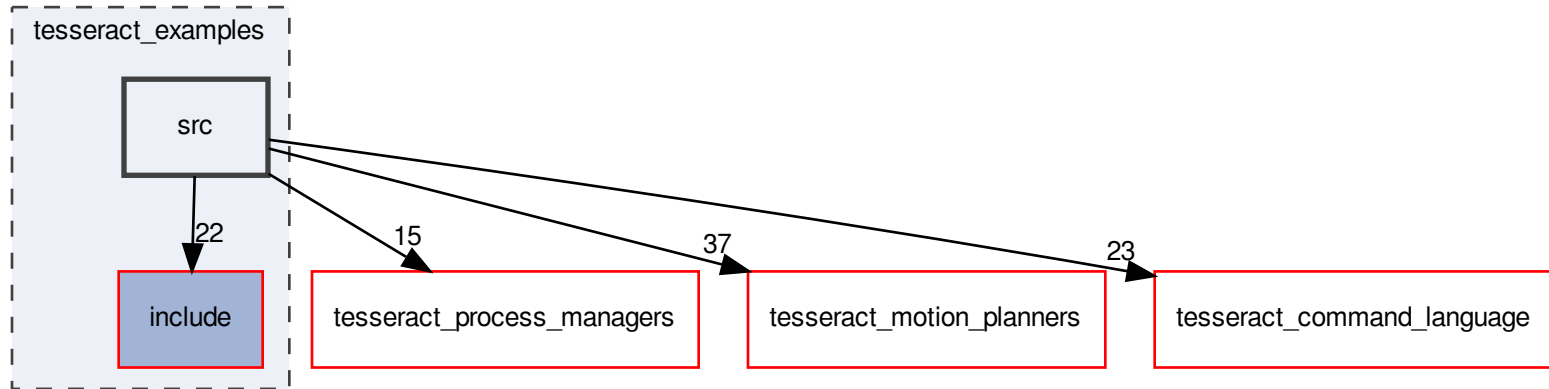 tesseract_examples
src
22
15
37
23
include
tesseract_process_managers
tesseract_motion_planners
tesseract_command_language